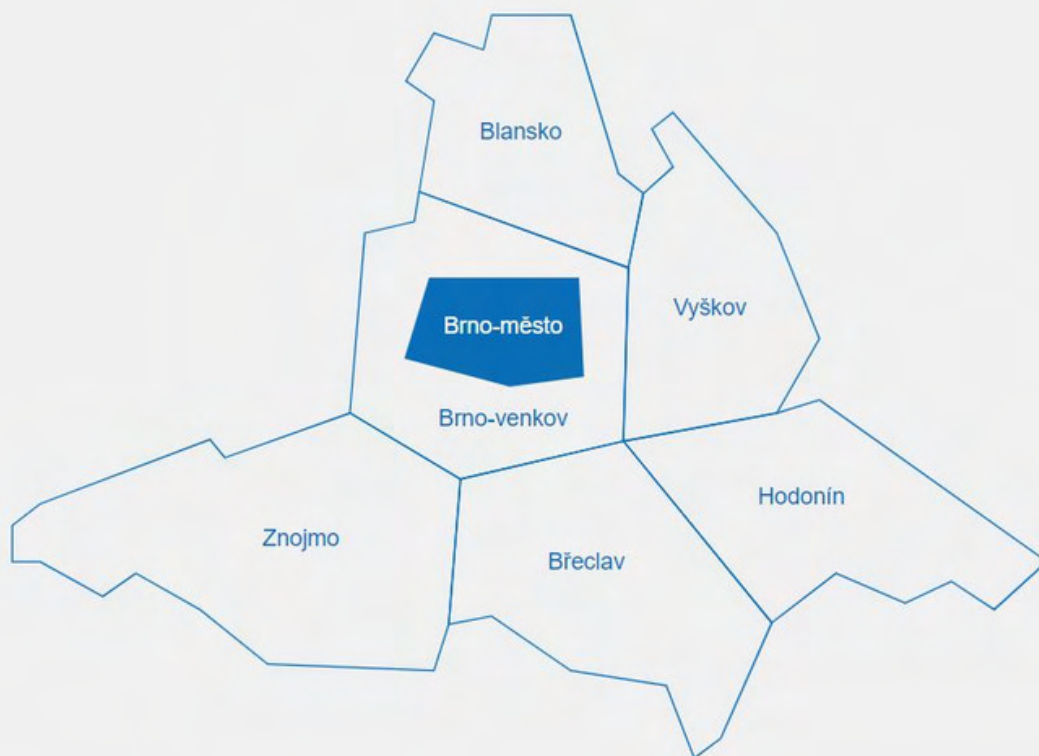 Blansko
Vyškov
Brno-město
Brno-venkov
Hodonín
Znojmo
Břeclav